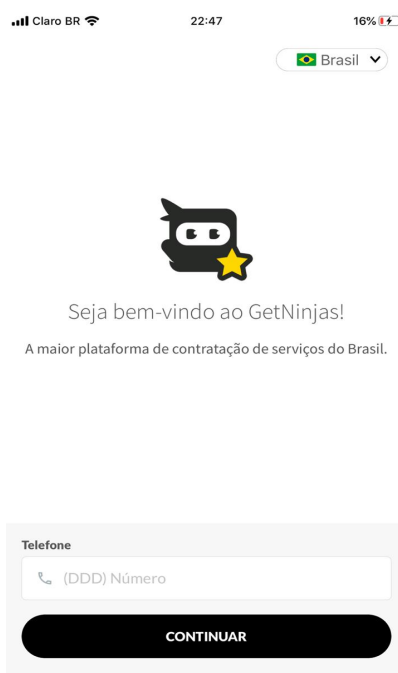 Claro BR
22:47
16%
Brasil
Seja bem-vindo ao GetNinjas!
A maior plataforma de contratação de serviços do Brasil.
Telefone
(DDD) Número
CONTINUAR